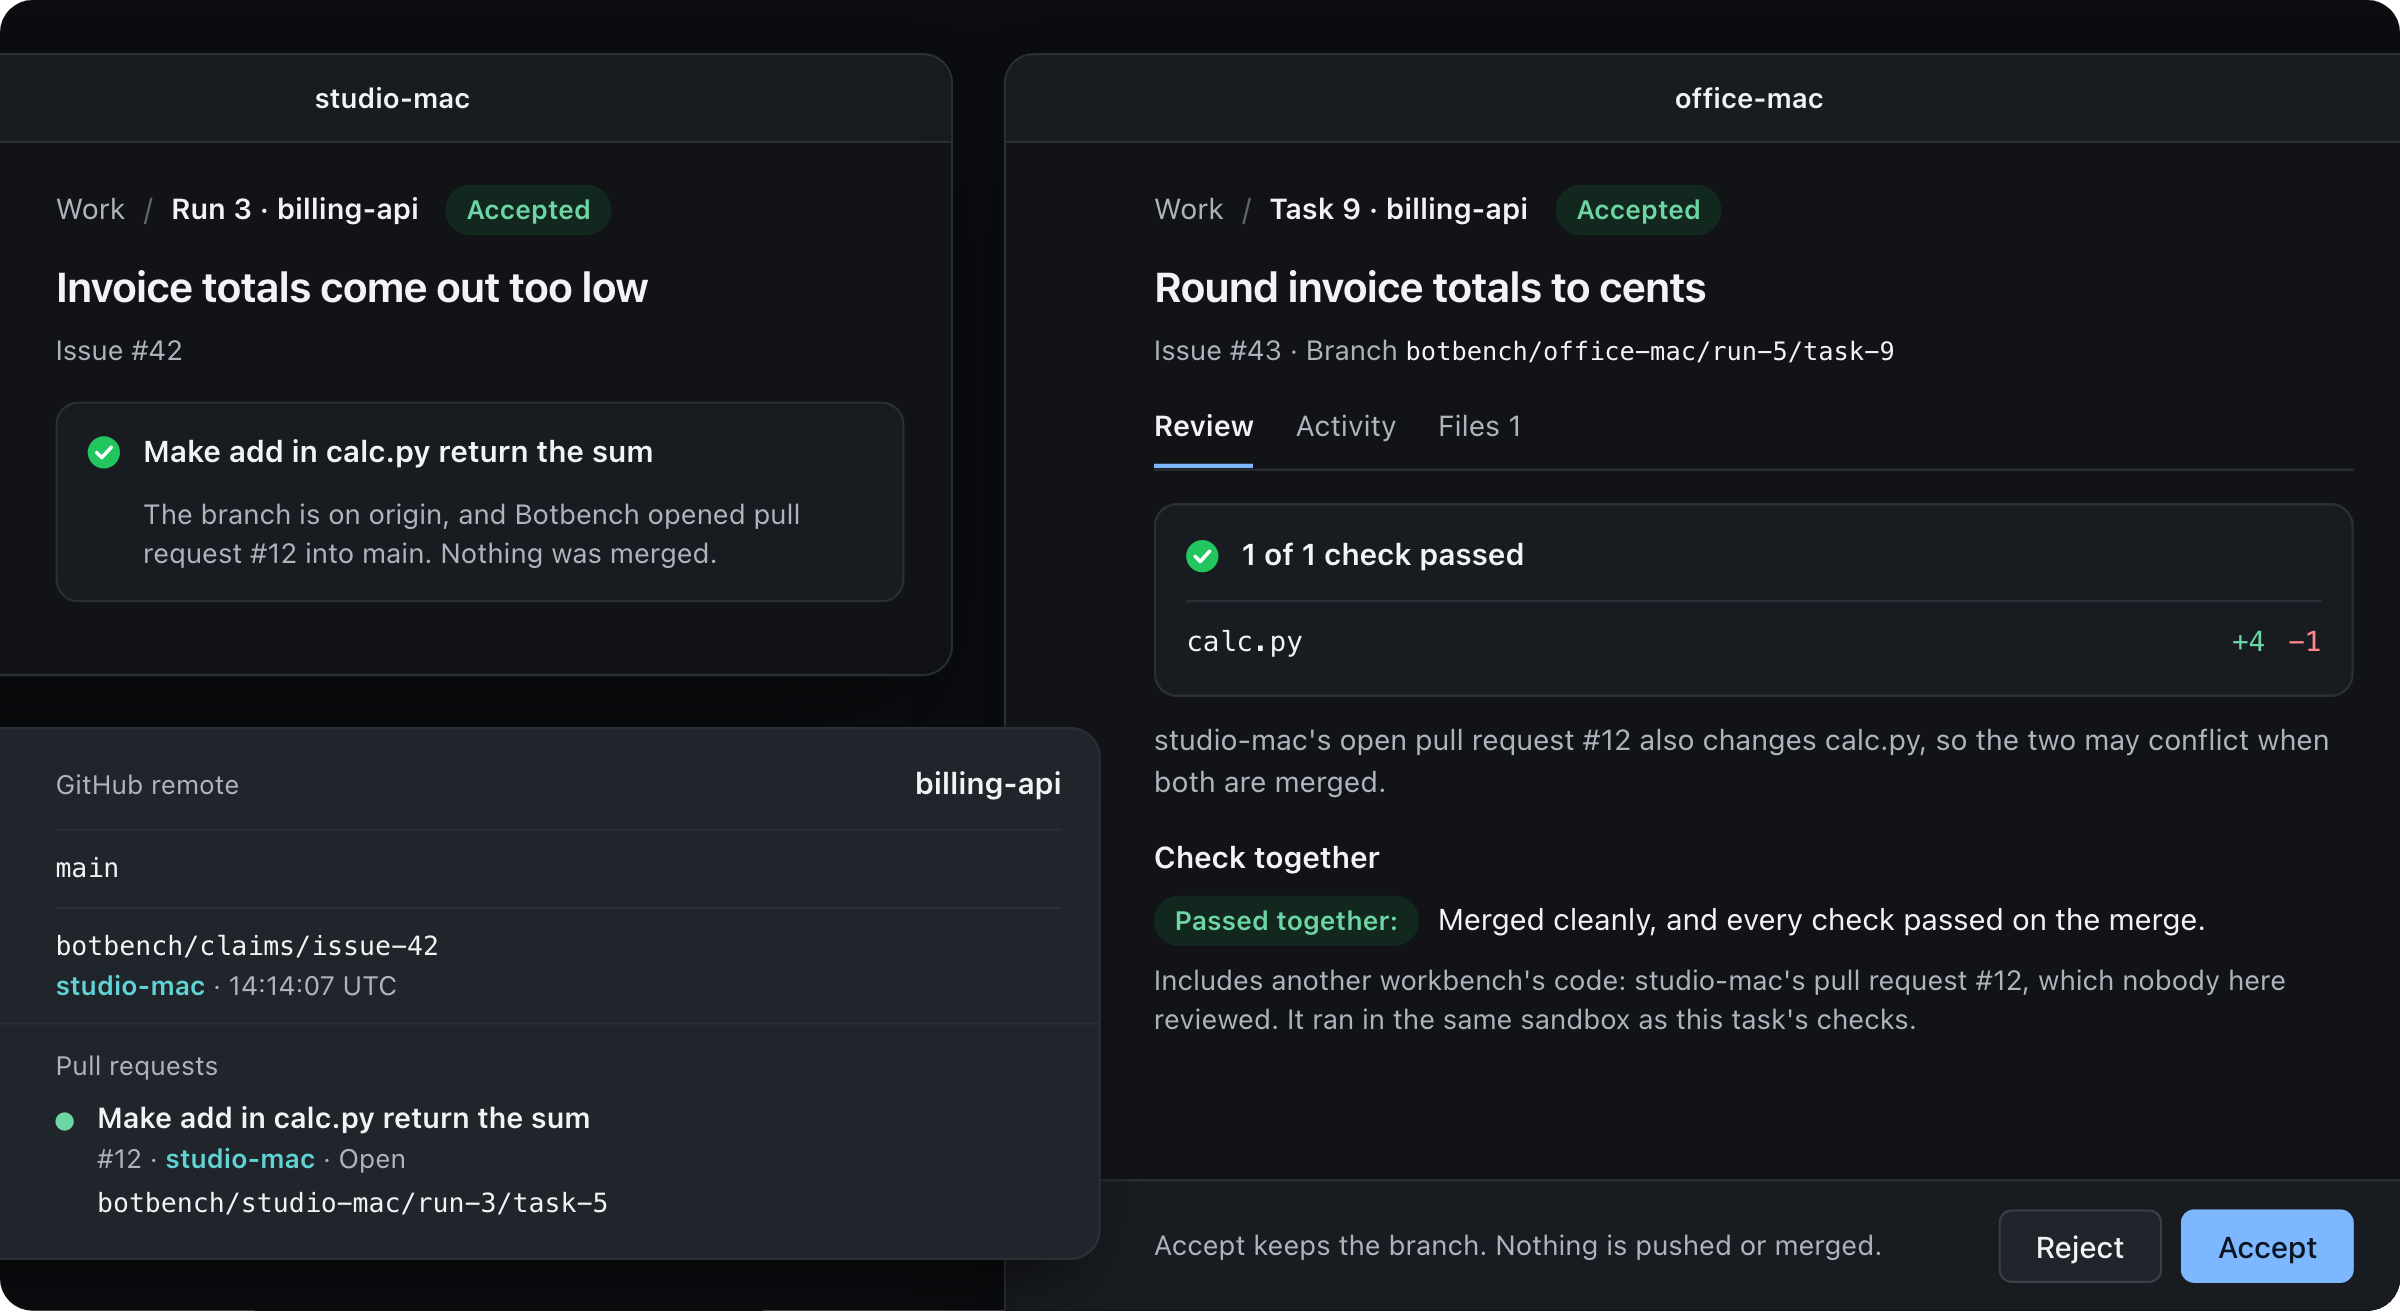 studio-mac
Work / Run 3 · billing-api Accepted
Invoice totals come out too low
Issue #42
Make add in calc.py return the sum
The branch is on origin, and Botbench opened pull
request #12 into main. Nothing was merged.
GitHub remote billing-api
main
botbench/claims/issue-42
studio-mac · 14:14:07 UTC
Pull requests
Make add in calc.py return the sum
#12 · studio-mac · Open
botbench/studio-mac/run-3/task-5
office-mac
Work / Task 9 · billing-api Accepted
Round invoice totals to cents
Issue #43 · Branch botbench/office-mac/run-5/task-9
Review Activity Files 1
1 of 1 check passed
calc.py +4 −1
studio-mac's open pull request #12 also changes calc.py, so the two may conflict when
both are merged.
Check together
Passed together: Merged cleanly, and every check passed on the merge.
Includes another workbench's code: studio-mac's pull request #12, which nobody here
reviewed. It ran in the same sandbox as this task's checks.
Accept keeps the branch. Nothing is pushed or merged. Reject Accept